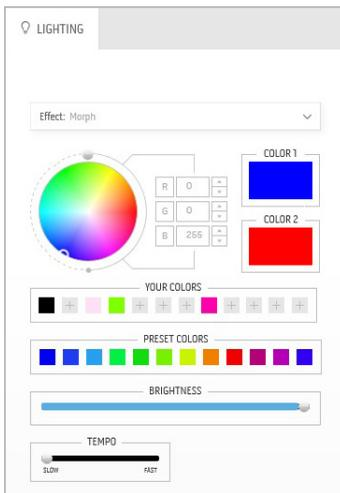 LIGHTING
Effect: Morph
COLOR 1
R 0
G 0
B 255
COLOR 2
YOUR COLORS
PRESET COLORS
BRIGHTNESS
TEMPO
SLOW FAST